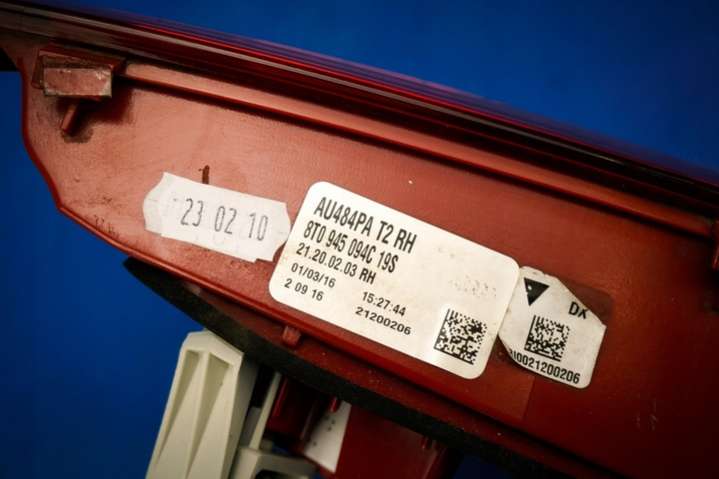 23 02 10
AU484PA T2 RH
8T0 945 094C 19S
21.20.02.03 RH
01/03/16 15:27:44
2 09 16 21200206
DX
0021200206